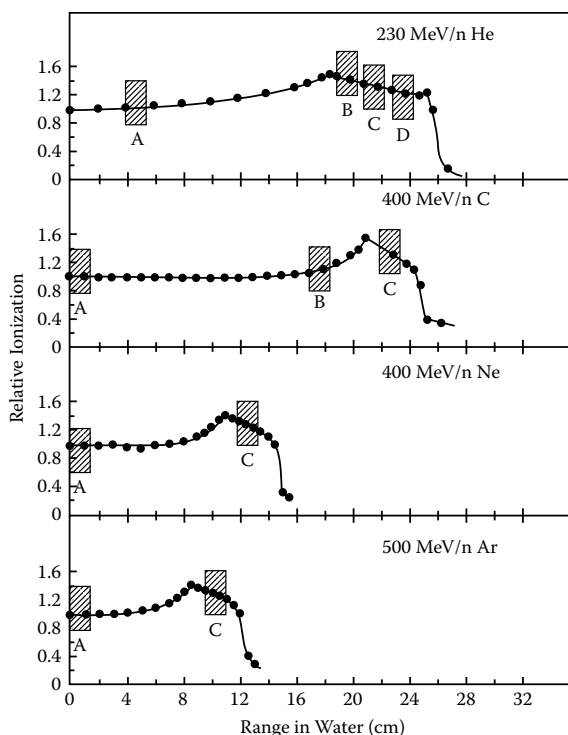 230 MeV/n He
1.6
1.2
0.8
0.4
0
A
B
C
D
400 MeV/n C
1.6
1.2
0.8
0.4
0
A
B
C
Relative Ionization
400 MeV/n Ne
1.6
1.2
0.8
0.4
0
A
C
500 MeV/n Ar
1.6
1.2
0.8
0.4
0
A
C
0 4 8 12 16 20 24 28 32
Range in Water (cm)